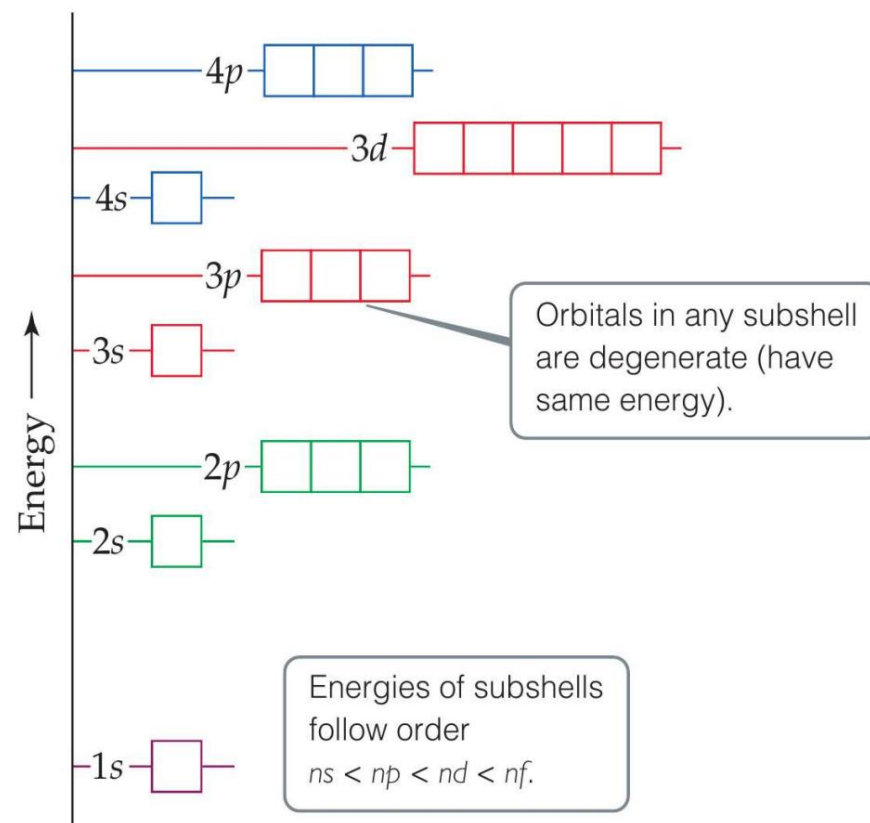 4p
3d
4s
3p
Orbitals in any subshell
are degenerate (have
same energy).
3s
Energy
2p
2s
Energies of subshells
follow order
ns < np < nd < nf.
1s